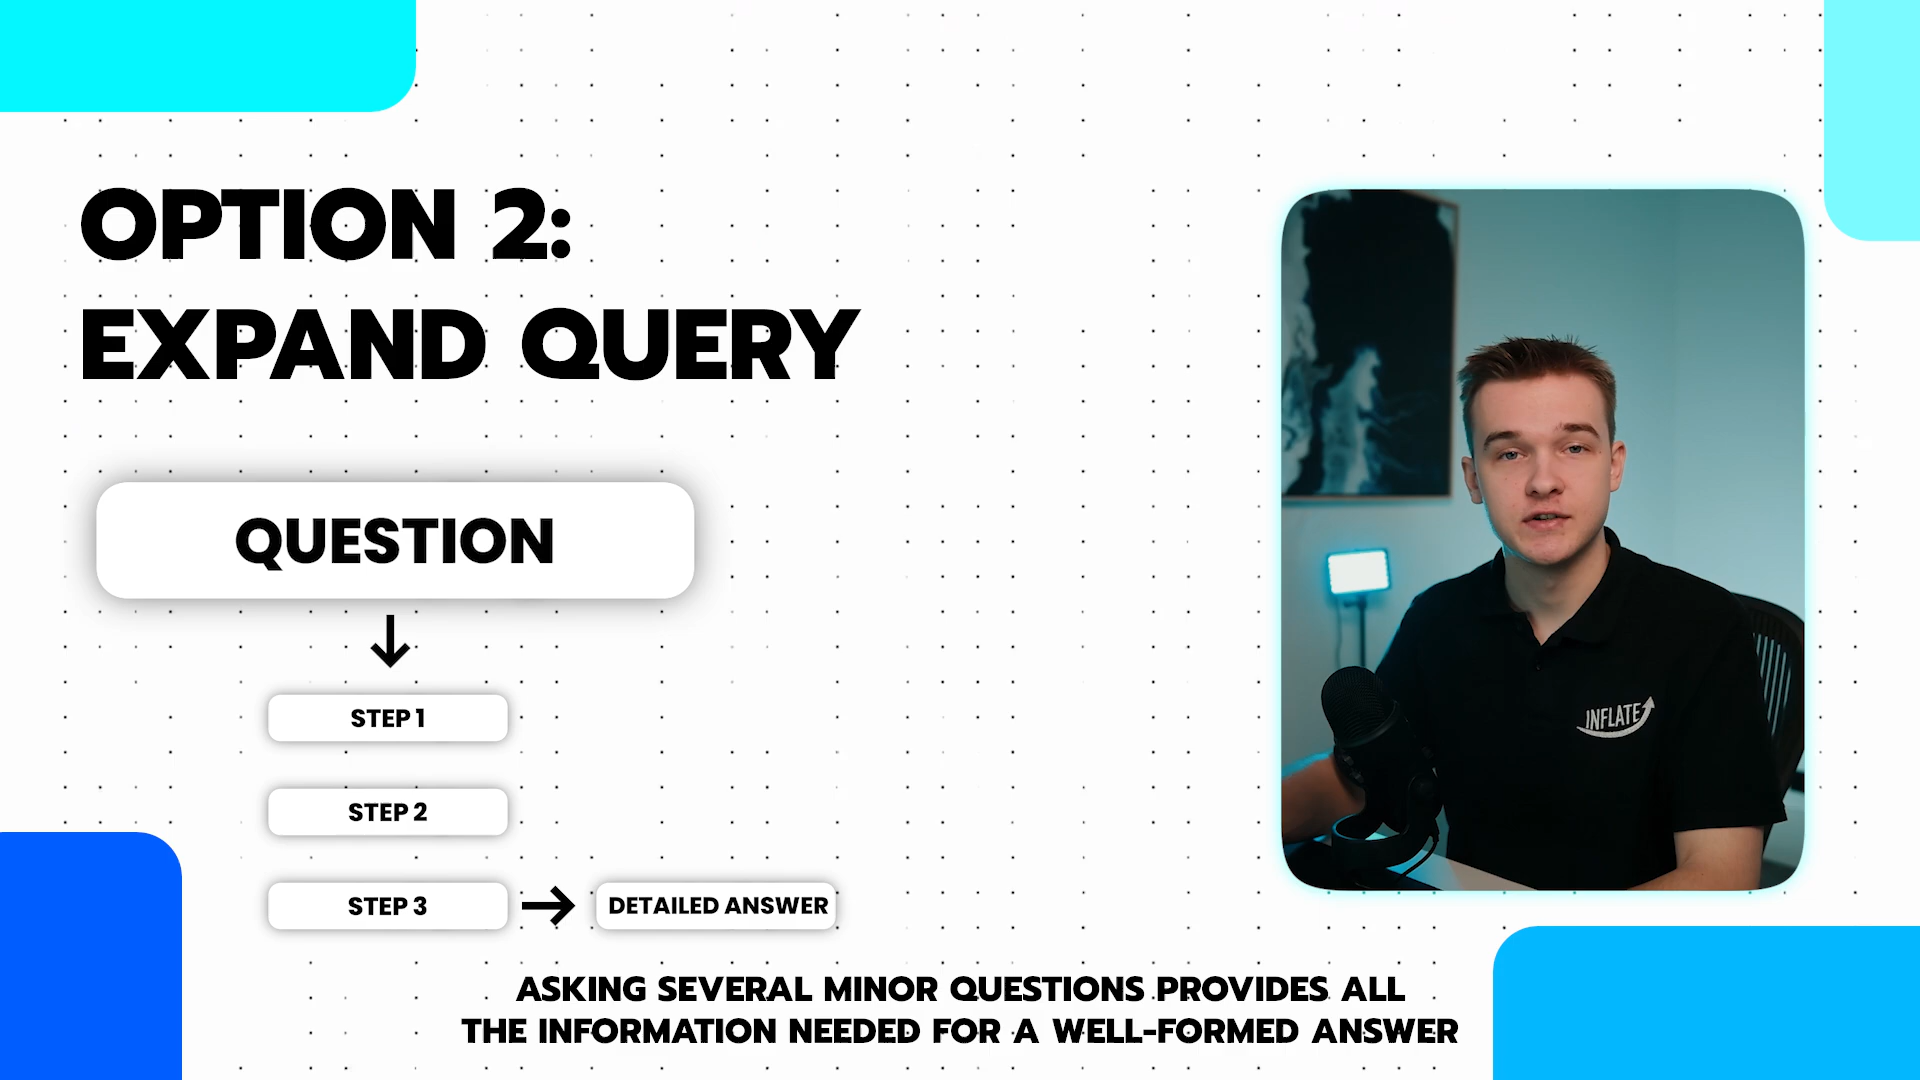 OPTION 2:
EXPAND QUERY
QUESTION
STEP 1
STEP 2
STEP 3
DETAILED ANSWER
INFLATE
ASKING SEVERAL MINOR QUESTIONS PROVIDES ALL
THE INFORMATION NEEDED FOR A WELL-FORMED ANSWER